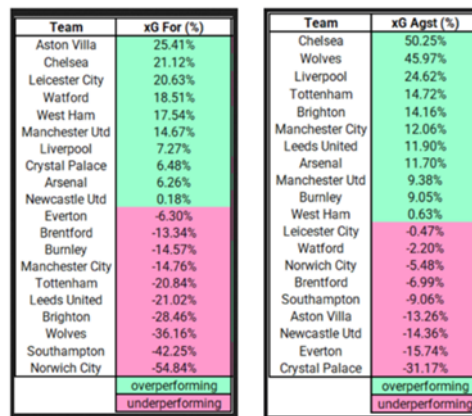 Team xG For (%)
Aston Villa 25.41%
Chelsea 21.12%
Leicester City 20.63%
Watford 18.51%
West Ham 17.54%
Manchester Utd 14.67%
Liverpool 7.27%
Crystal Palace 6.48%
Arsenal 6.26%
Newcastle Utd 0.18%
Everton -6.30%
Brentford -13.34%
Burnley -14.57%
Manchester City -14.76%
Tottenham -20.84%
Leeds United -21.02%
Brighton -28.46%
Wolves -36.16%
Southampton -42.25%
Norwich City -54.84%
overperforming
underperforming
Team xG Agst (%)
Chelsea 50.25%
Wolves 45.97%
Liverpool 24.62%
Tottenham 14.72%
Brighton 14.16%
Manchester City 12.06%
Leeds United 11.90%
Arsenal 11.70%
Manchester Utd 9.38%
Burnley 9.05%
West Ham 0.63%
Leicester City -0.47%
Watford -2.20%
Norwich City -5.48%
Brentford -6.99%
Southampton -9.06%
Aston Villa -13.26%
Newcastle Utd -14.36%
Everton -15.74%
Crystal Palace -31.17%
overperforming
underperforming